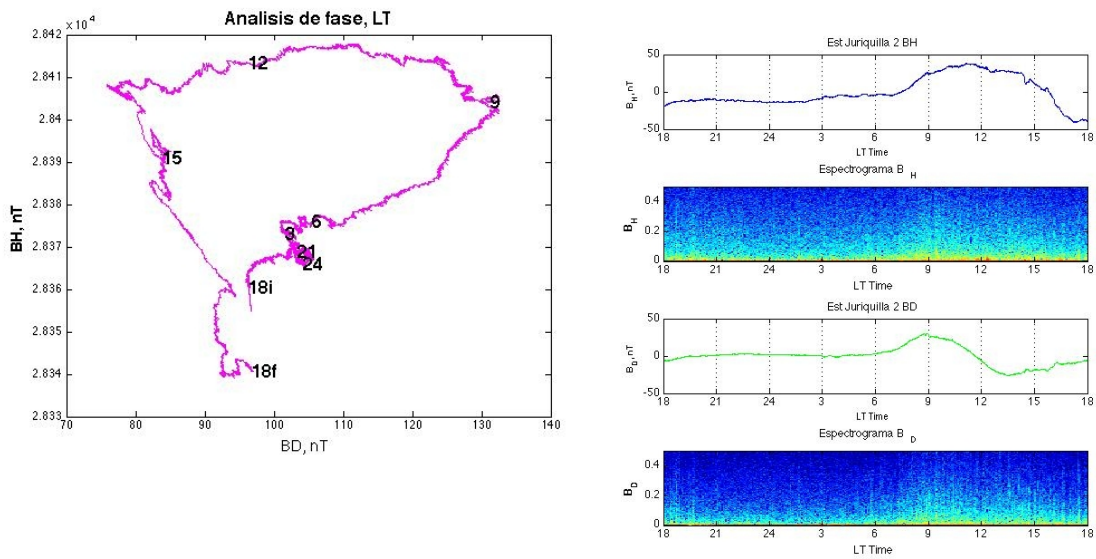 Analisis de fase, LT
x 10⁴
2.842
2.841
2.84
2.839
2.838
2.837
2.836
2.835
2.834
2.833
BH, nT
12
9
15
6
3
21
24
18i
18f
70 80 90 100 110 120 130 140
BD, nT
Est Juriquilla 2 BH
50
0
-50
B_H, nT
18 21 24 3 6 9 12 15 18
LT Time
Espectrograma B_H
0.4
0.2
0
B_H
18 21 24 3 6 9 12 15 18
LT Time
Est Juriquilla 2 BD
50
0
-50
B_D, nT
18 21 24 3 6 9 12 15 18
LT Time
Espectrograma B_D
0.4
0.2
0
B_D
18 21 24 3 6 9 12 15 18
LT Time